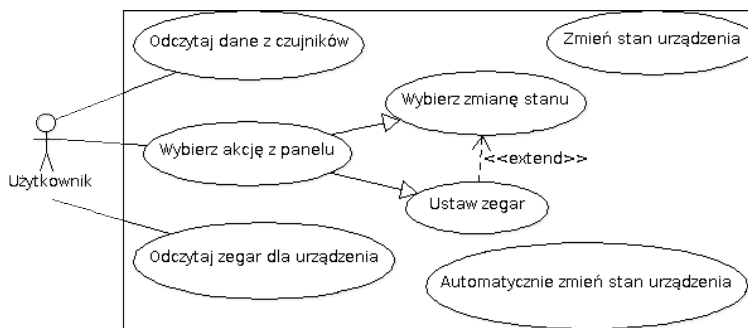 Odczytaj dane z czujników
Zmień stan urządzenia
Wybierz zmianę stanu
Wybierz akcję z panelu
<<extend>>
Użytkownik
Ustaw zegar
Odczytaj zegar dla urządzenia
Automatycznie zmień stan urządzenia